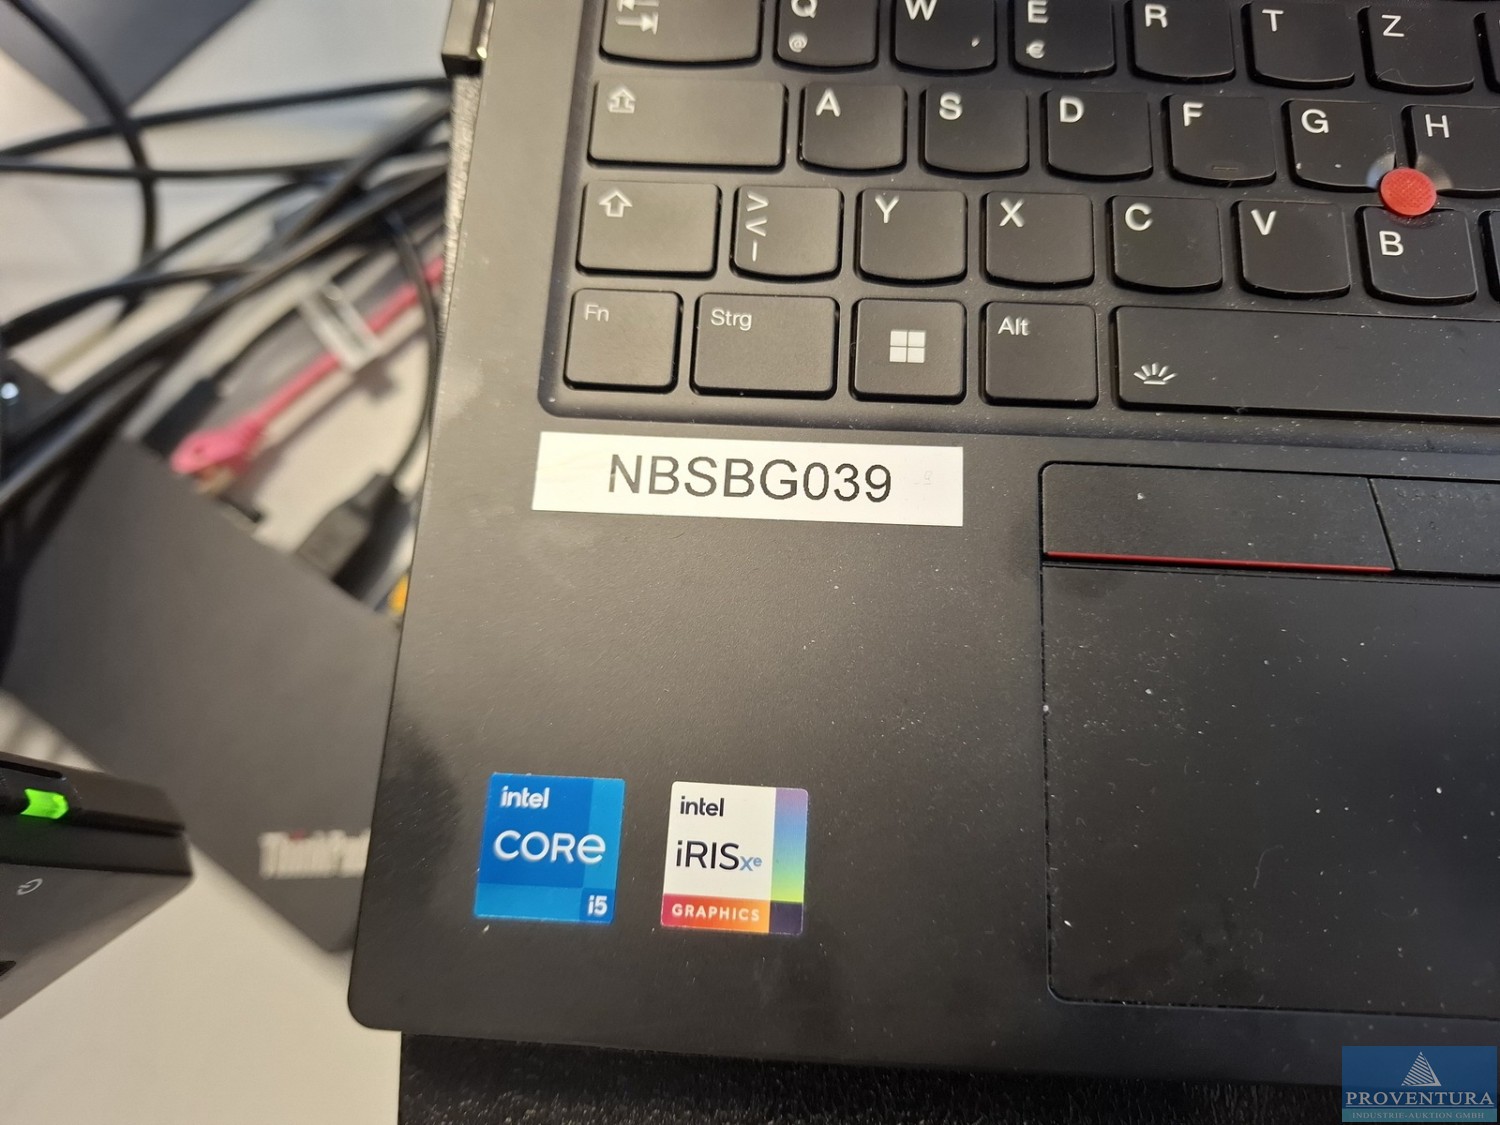 Q W E R T Z
@ €
A S D F G H
> < |
Y X C V B
Fn Strg Alt
NBSBG039
intel
CORE
i5
intel
iRISxe
GRAPHICS
ThinkPad
PROVENTURA
INDUSTRIE-AUKTION GMBH